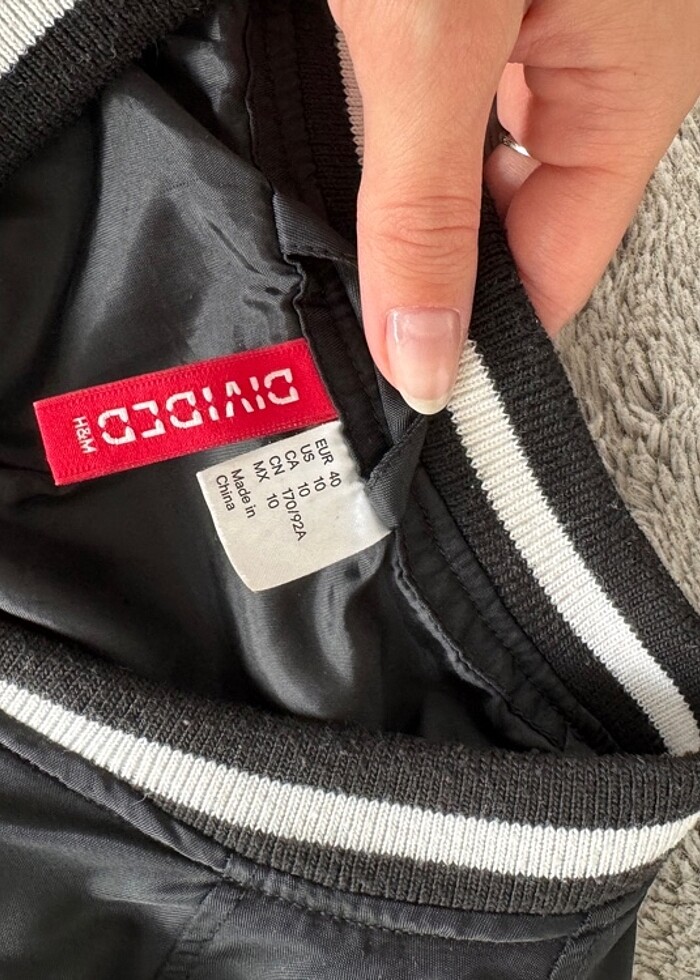 DIVIDED
H&M
EUR 40
US 10
CA 10
CN 170/92A
MX 10
Made in
China